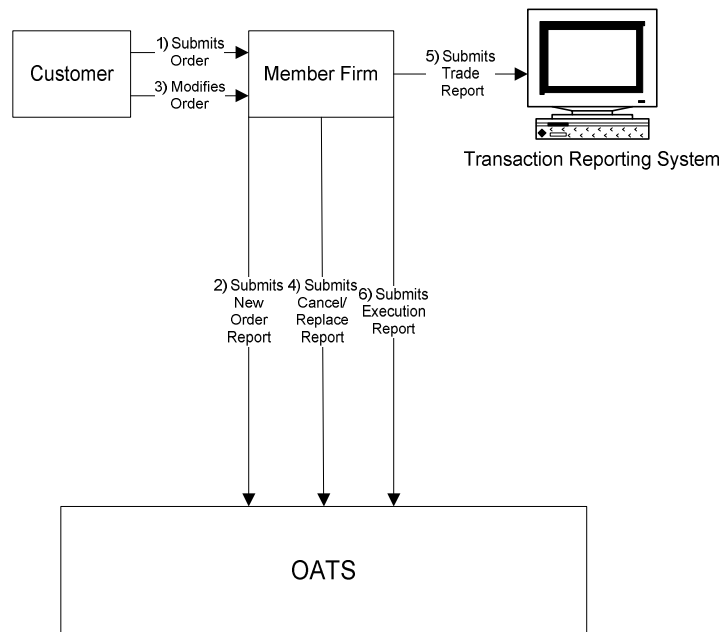 1) Submits
Order
Customer
3) Modifies
Order
Member Firm
5) Submits
Trade
Report
Transaction Reporting System
2) Submits
New
Order
Report
4) Submits
Cancel/
Replace
Report
6) Submits
Execution
Report
OATS